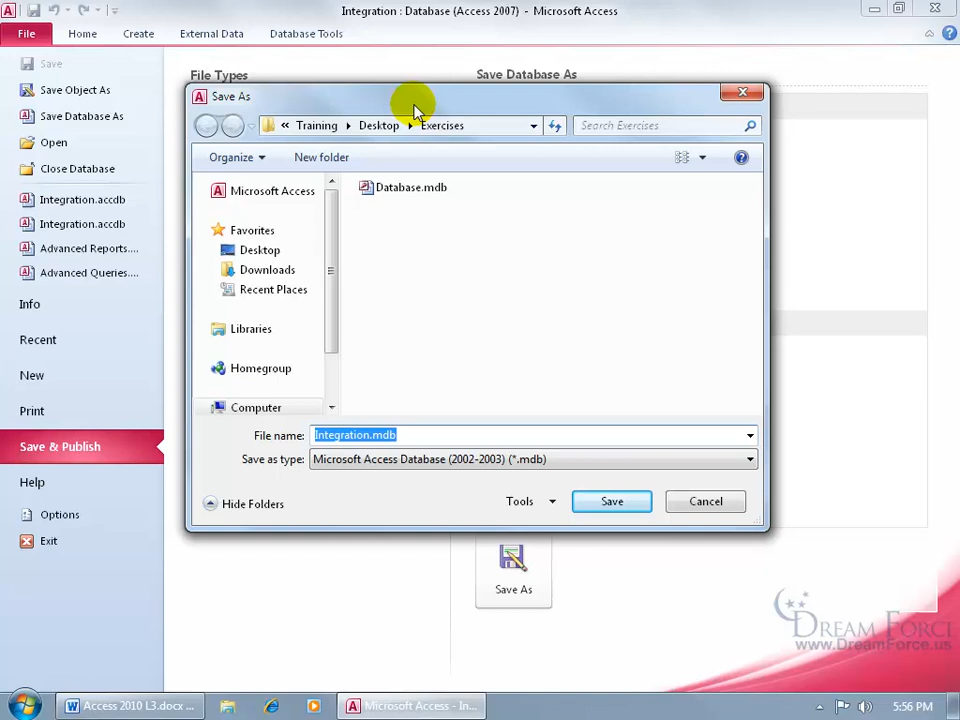 Integration : Database (Access 2007) - Microsoft Access
File Home Create External Data Database Tools
Save
Save Object As
Save Database As
Open
Close Database
Integration.accdb
Integration.accdb
Advanced Reports....
Advanced Queries....
Info
Recent
New
Print
Save & Publish
Help
Options
Exit
File Types
Save Database As
Save As
Training Desktop Exercises
Search Exercises
Organize New folder
Microsoft Access
Favorites
Desktop
Downloads
Recent Places
Libraries
Homegroup
Computer
Database.mdb
File name: Integration.mdb
Save as type: Microsoft Access Database (2002-2003) (*.mdb)
Hide Folders
Tools Save Cancel
Save As
DREAM FORCE
www.DreamForce.us
Access 2010 L3.docx ...
Microsoft Access - In...
5:56 PM